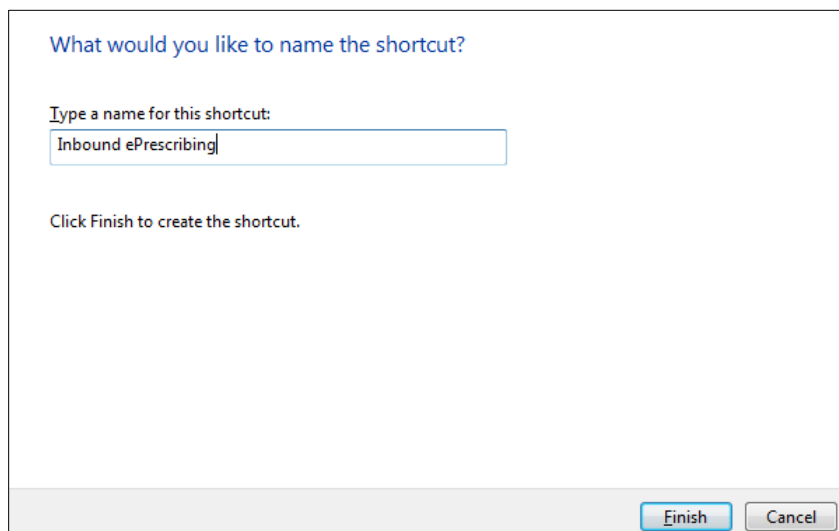 What would you like to name the shortcut?
Type a name for this shortcut:
Inbound ePrescribing
Click Finish to create the shortcut.
Finish Cancel